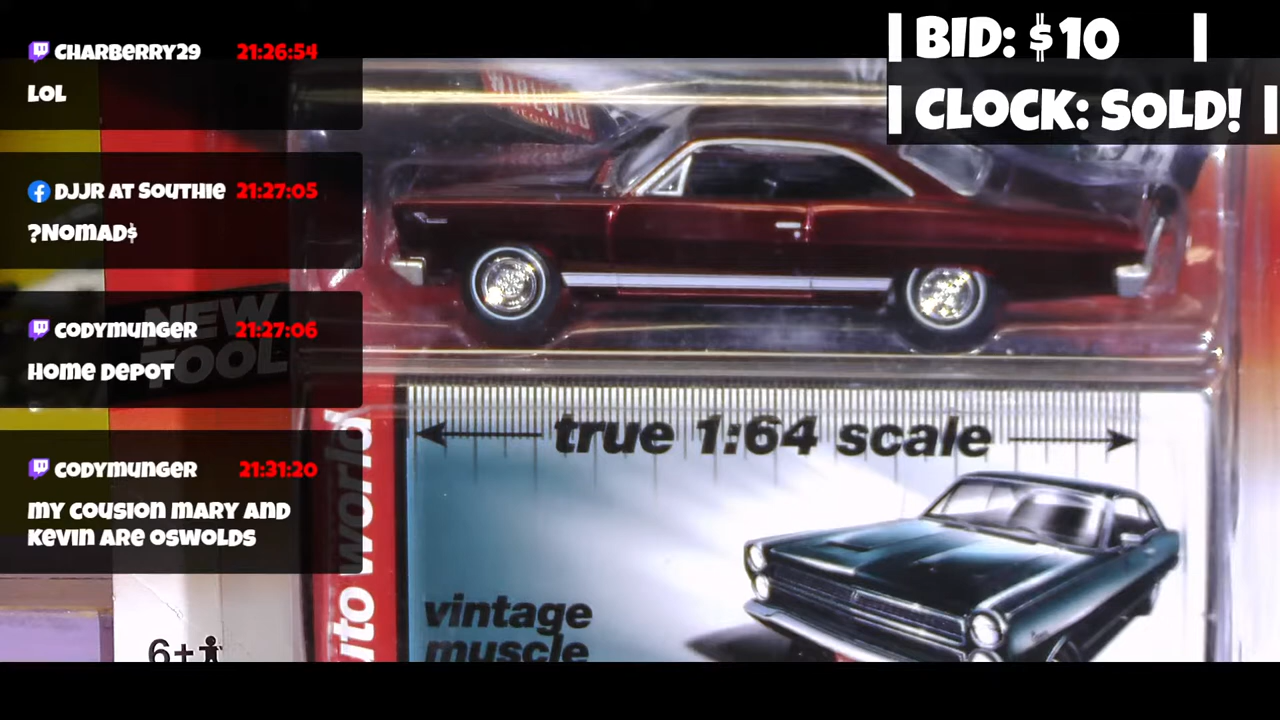 CHARBERRY29 21:26:54
LOL
DJJR AT SOUTHIE 21:27:05
?NOMAD$
CODYMUNGER 21:27:06
HOME DEPOT
CODYMUNGER 21:31:20
MY COUSION MARY AND
KEVIN ARE OSWOLDS
| BID: $10 |
| CLOCK: SOLD! |
NEW
TOOL
true 1:64 scale
uto world
vintage
muscle
6+